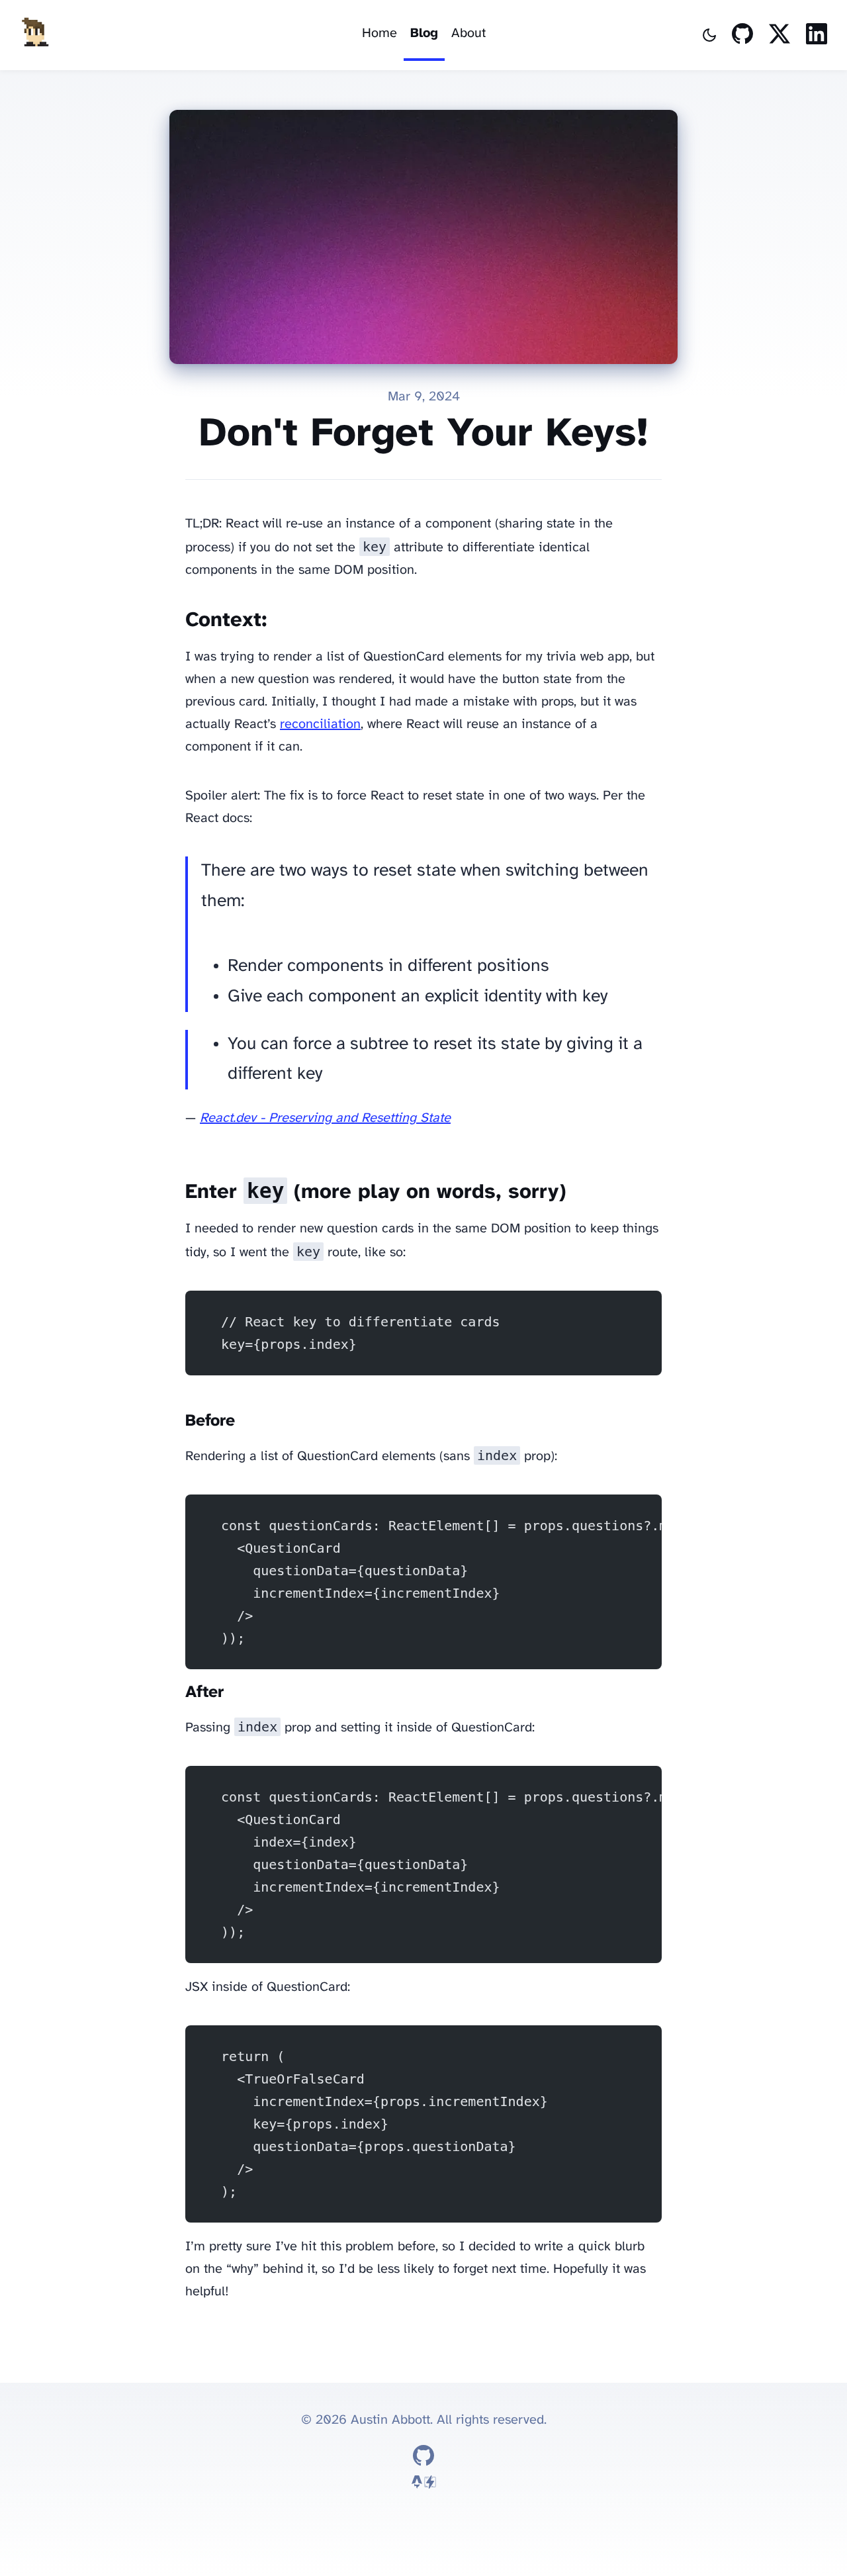 Home Blog About
Mar 9, 2024
Don't Forget Your Keys!
TL;DR: React will re-use an instance of a component (sharing state in the
process) if you do not set the key attribute to differentiate identical
components in the same DOM position.
Context:
I was trying to render a list of QuestionCard elements for my trivia web app, but
when a new question was rendered, it would have the button state from the
previous card. Initially, I thought I had made a mistake with props, but it was
actually React’s reconciliation, where React will reuse an instance of a
component if it can.
Spoiler alert: The fix is to force React to reset state in one of two ways. Per the
React docs:
There are two ways to reset state when switching between
them:
• Render components in different positions
• Give each component an explicit identity with key
• You can force a subtree to reset its state by giving it a
different key
— React.dev - Preserving and Resetting State
Enter key (more play on words, sorry)
I needed to render new question cards in the same DOM position to keep things
tidy, so I went the key route, like so:
// React key to differentiate cards
key={props.index}
Before
Rendering a list of QuestionCard elements (sans index prop):
const questionCards: ReactElement[] = props.questions?.
<QuestionCard
questionData={questionData}
incrementIndex={incrementIndex}
/>
));
After
Passing index prop and setting it inside of QuestionCard:
const questionCards: ReactElement[] = props.questions?.
<QuestionCard
index={index}
questionData={questionData}
incrementIndex={incrementIndex}
/>
));
JSX inside of QuestionCard:
return (
<TrueOrFalseCard
incrementIndex={props.incrementIndex}
key={props.index}
questionData={props.questionData}
/>
);
I’m pretty sure I’ve hit this problem before, so I decided to write a quick blurb
on the “why” behind it, so I’d be less likely to forget next time. Hopefully it was
helpful!
© 2026 Austin Abbott. All rights reserved.